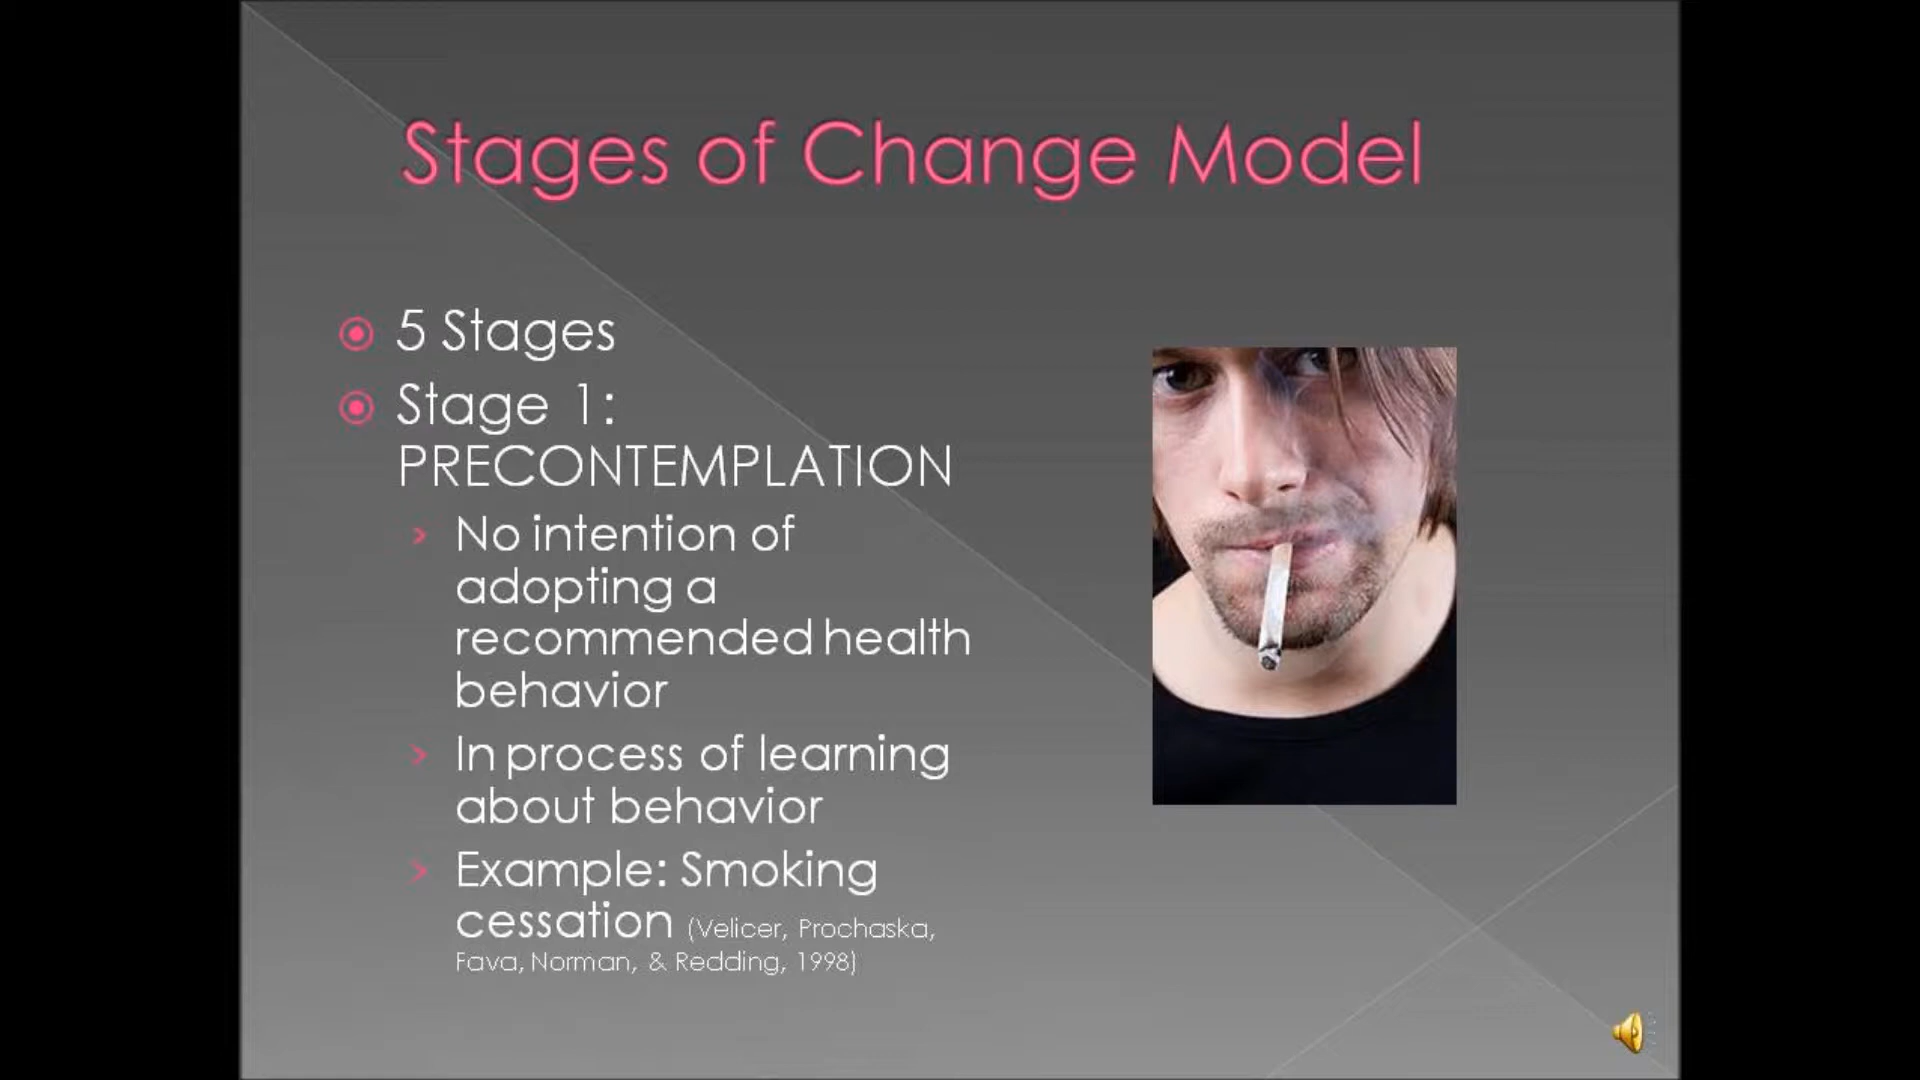 Stages of Change Model
5 Stages
Stage 1:
PRECONTEMPLATION
No intention of
adopting a
recommended health
behavior
In process of learning
about behavior
Example: Smoking
cessation (Velicer, Prochaska,
Fava, Norman, & Redding, 1998)